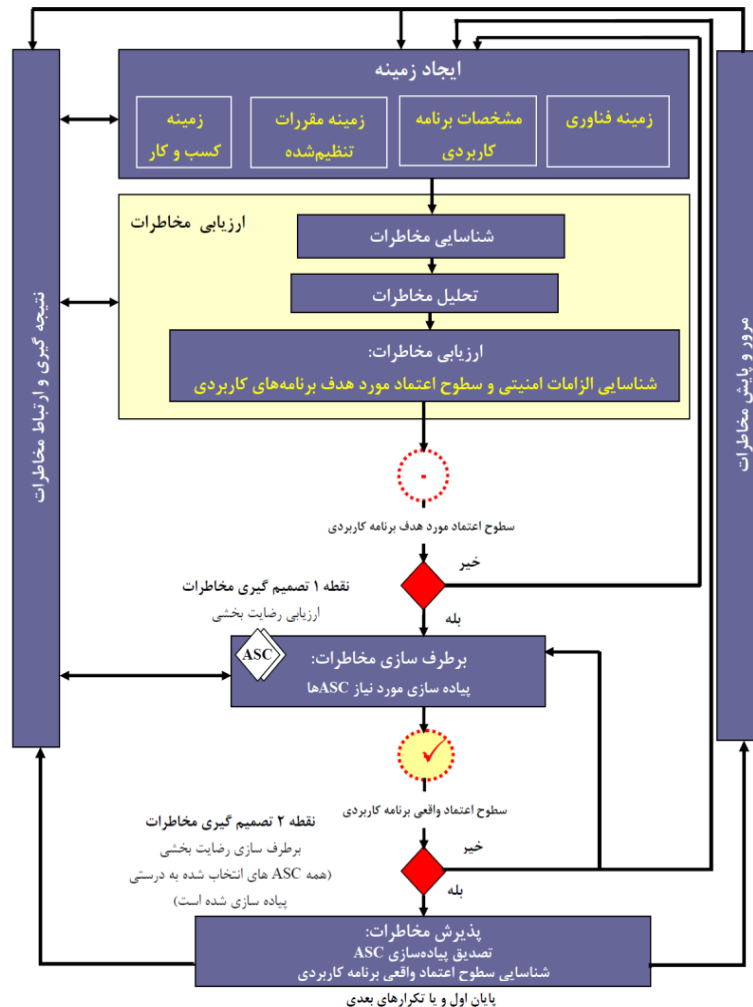 ایجاد زمینه
زمینه فناوری
مشخصات برنامه
کاربردی
زمینه مقررات
تنظیم‌شده
زمینه
کسب و کار
ارزیابی مخاطرات
شناسایی مخاطرات
تحلیل مخاطرات
ارزیابی مخاطرات:
شناسایی الزامات امنیتی و سطوح اعتماد مورد هدف برنامه‌های کاربردی
مرور و پایش مخاطرات
نتیجه گیری و ارتباط مخاطرات
سطوح اعتماد مورد هدف برنامه کاربردی
خیر
نقطه ۱ تصمیم گیری مخاطرات
ارزیابی رضایت بخشی
بله
ASC
برطرف سازی مخاطرات:
پیاده سازی مورد نیاز ASCها
سطوح اعتماد واقعی برنامه کاربردی
نقطه ۲ تصمیم گیری مخاطرات
برطرف سازی رضایت بخشی
(همه ASC های انتخاب شده به درستی
پیاده سازی شده است)
خیر
بله
پذیرش مخاطرات:
تصدیق پیاده‌سازی ASC
شناسایی سطوح اعتماد واقعی برنامه کاربردی
پایان اول و یا تکرارهای بعدی